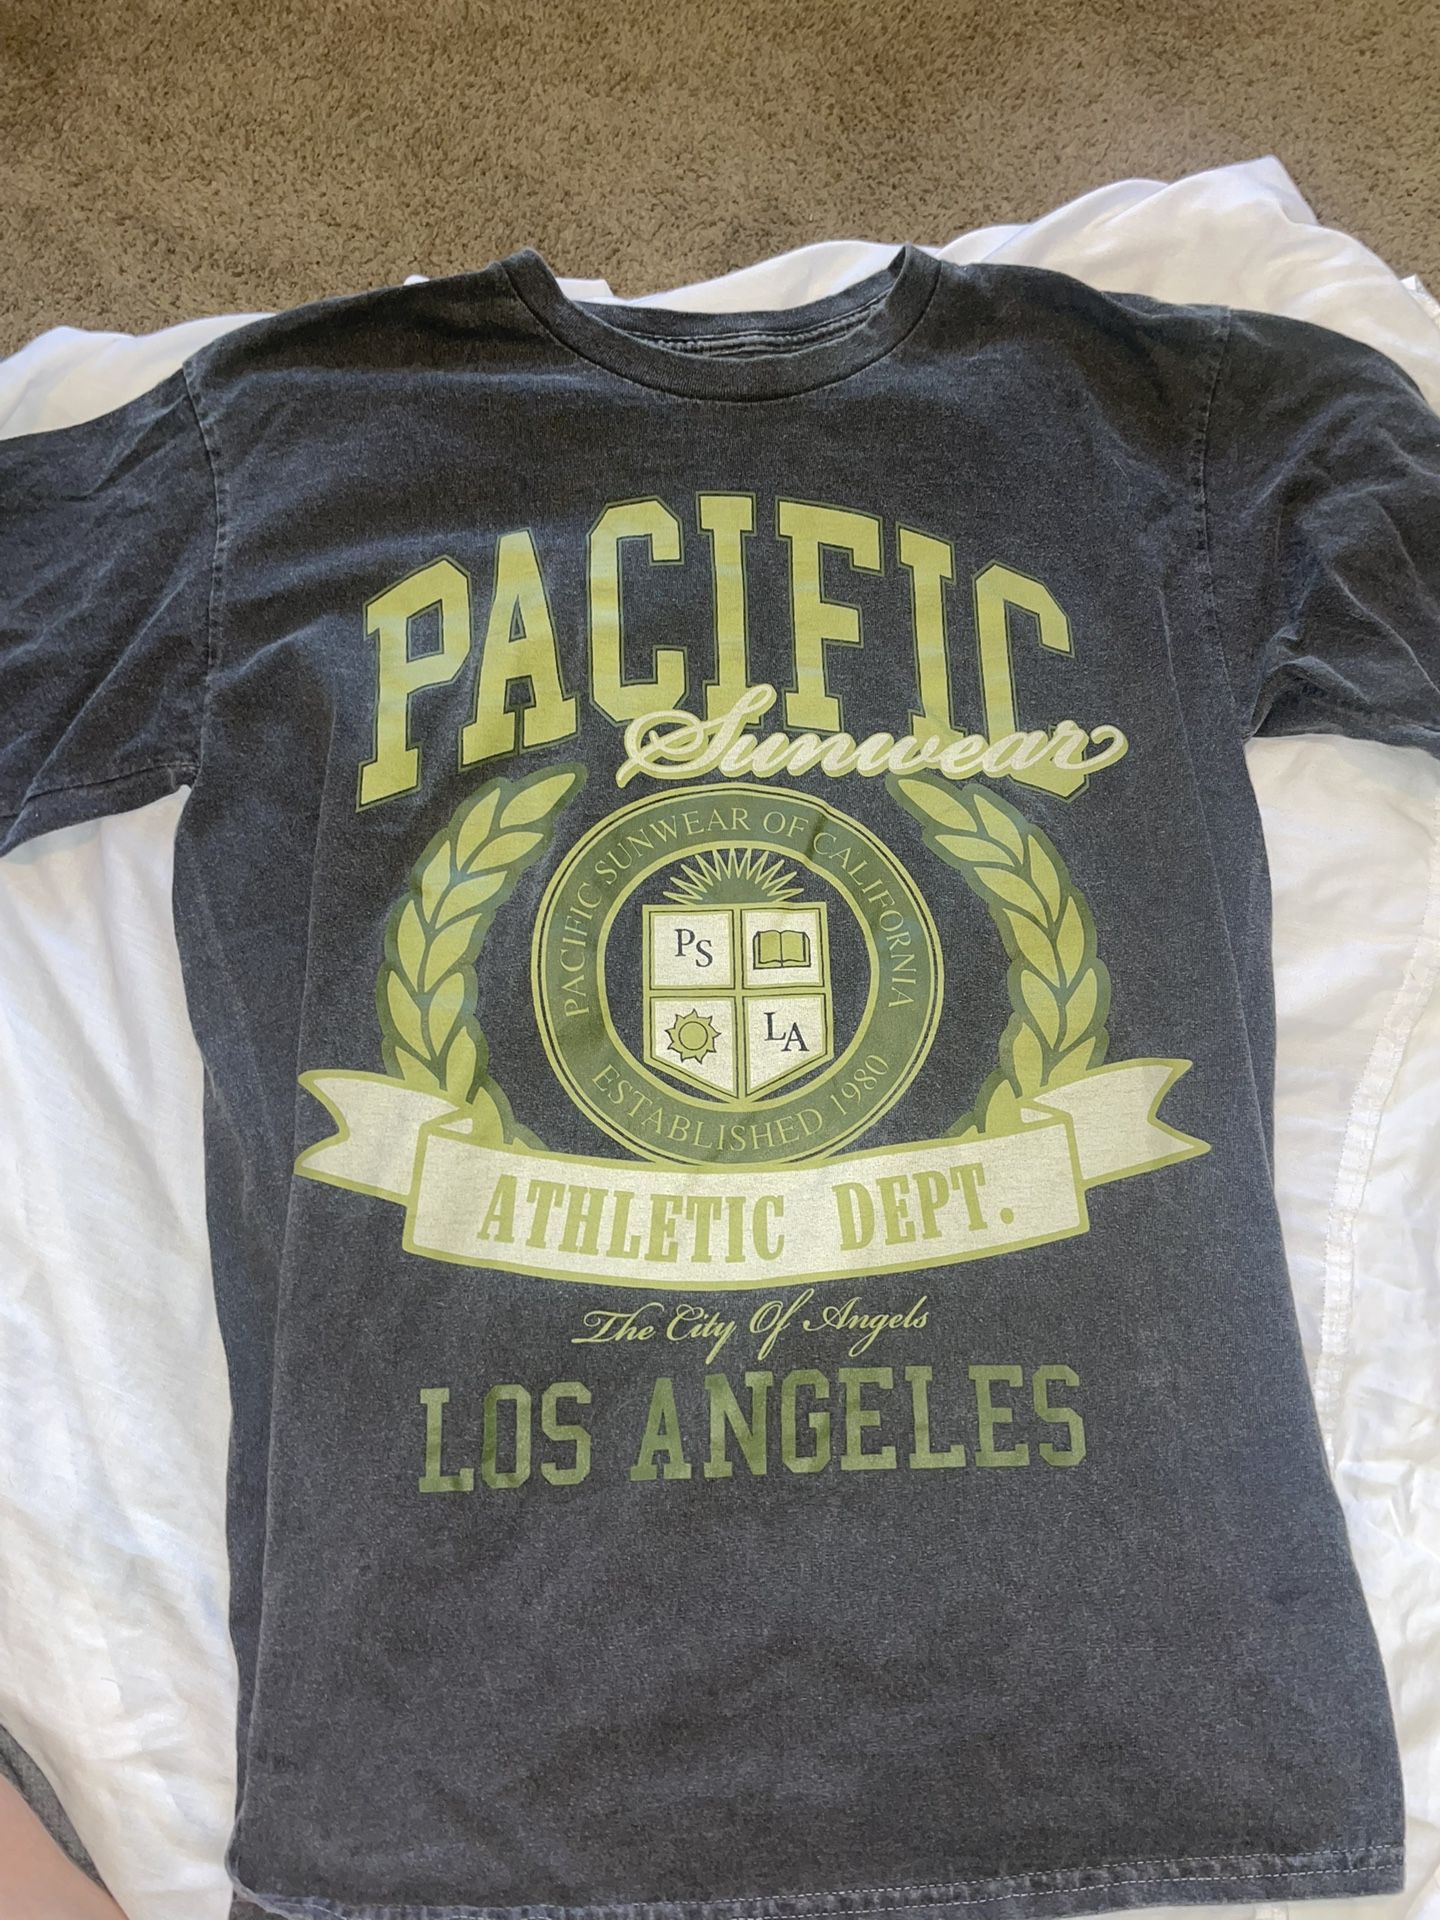 PACIFIC
Sunwear
PACIFIC SUNWEAR OF CALIFORNIA
PS
LA
ESTABLISHED 1980
ATHLETIC DEPT.
The City Of Angels
LOS ANGELES